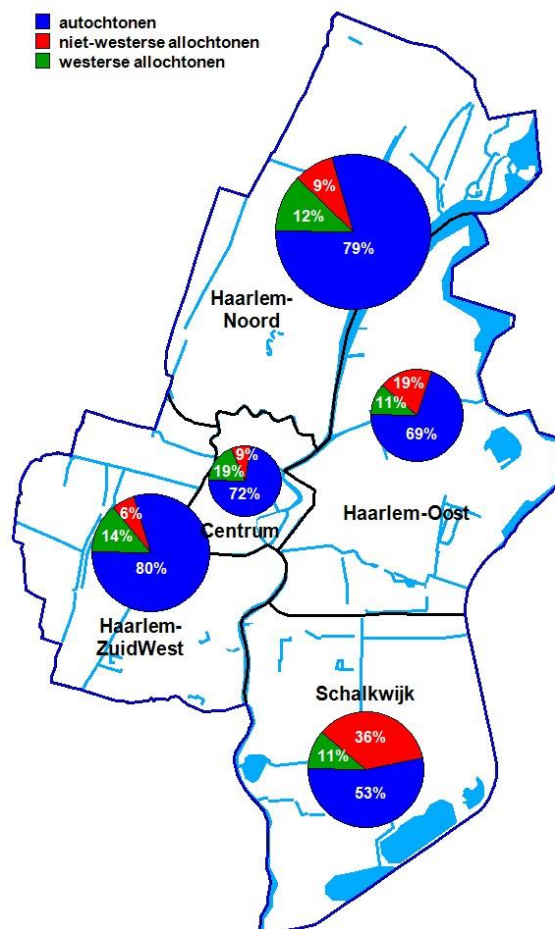 autochtonen
niet-westerse allochtonen
westerse allochtonen
9%
12%
79%
Haarlem-
Noord
19%
11%
69%
Haarlem-Oost
9%
19%
72%
Centrum
6%
14%
80%
Haarlem-
ZuidWest
Schalkwijk
36%
11%
53%